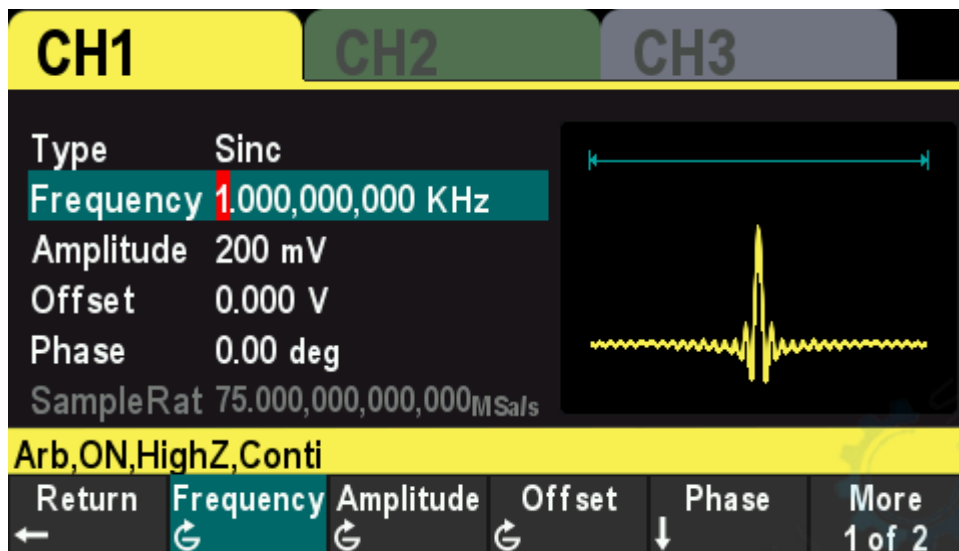 CH1 CH2 CH3
Type Sinc
Frequency 1.000,000,000 KHz
Amplitude 200 mV
Offset 0.000 V
Phase 0.00 deg
SampleRat 75.000,000,000,000MSa/s
Arb,ON,HighZ,Conti
Return Frequency Amplitude Offset Phase More
1 of 2